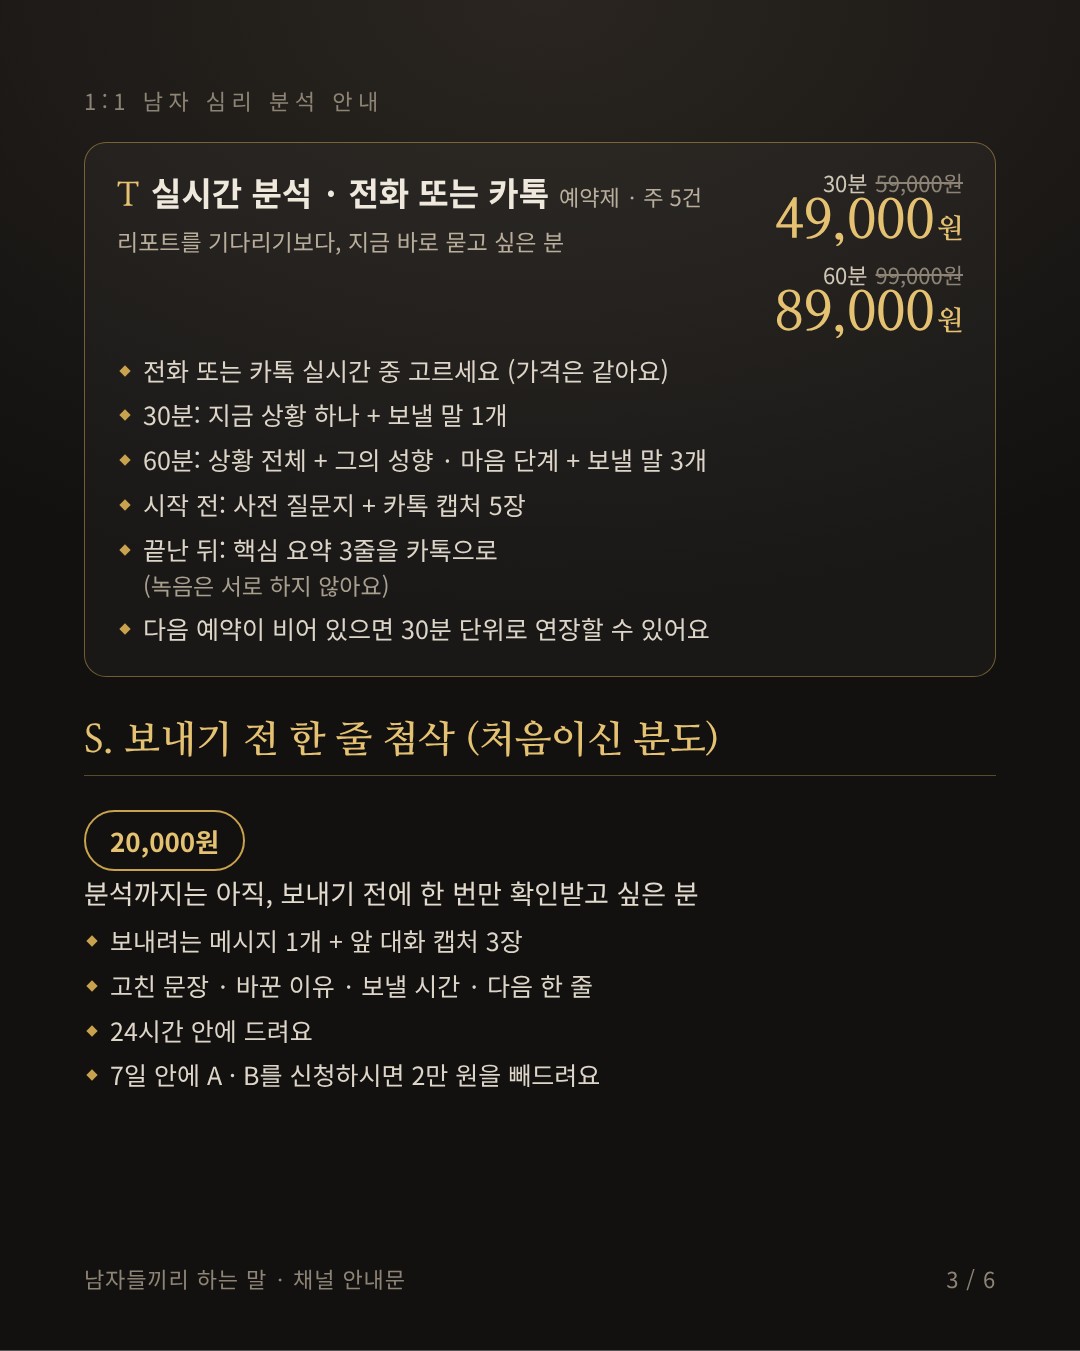 1:1 남자 심리 분석 안내
T 실시간 분석 · 전화 또는 카톡 예약제 · 주 5건
리포트를 기다리기보다, 지금 바로 묻고 싶은 분
30분 59,000원
49,000원
60분 99,000원
89,000원
◆ 전화 또는 카톡 실시간 중 고르세요 (가격은 같아요)
◆ 30분: 지금 상황 하나 + 보낼 말 1개
◆ 60분: 상황 전체 + 그의 성향 · 마음 단계 + 보낼 말 3개
◆ 시작 전: 사전 질문지 + 카톡 캡처 5장
◆ 끝난 뒤: 핵심 요약 3줄을 카톡으로
(녹음은 서로 하지 않아요)
◆ 다음 예약이 비어 있으면 30분 단위로 연장할 수 있어요
S. 보내기 전 한 줄 첨삭 (처음이신 분도)
20,000원
분석까지는 아직, 보내기 전에 한 번만 확인받고 싶은 분
◆ 보내려는 메시지 1개 + 앞 대화 캡처 3장
◆ 고친 문장 · 바꾼 이유 · 보낼 시간 · 다음 한 줄
◆ 24시간 안에 드려요
◆ 7일 안에 A · B를 신청하시면 2만 원을 빼드려요
남자들끼리 하는 말 · 채널 안내문
3 / 6